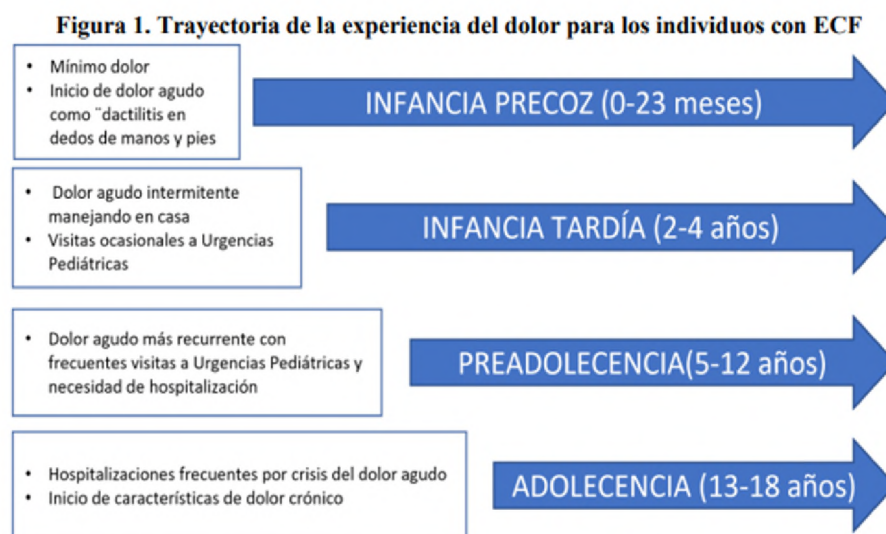 Figura 1. Trayectoria de la experiencia del dolor para los individuos con ECF
• Mínimo dolor
• Inicio de dolor agudo
como ¨dactilitis en
dedos de manos y pies
INFANCIA PRECOZ (0-23 meses)
• Dolor agudo intermitente
manejando en casa
• Visitas ocasionales a Urgencias
Pediátricas
INFANCIA TARDÍA (2-4 años)
• Dolor agudo más recurrente con
frecuentes visitas a Urgencias Pediátricas y
necesidad de hospitalización
PREADOLECENCIA(5-12 años)
• Hospitalizaciones frecuentes por crisis del dolor agudo
• Inicio de características de dolor crónico
ADOLECENCIA (13-18 años)